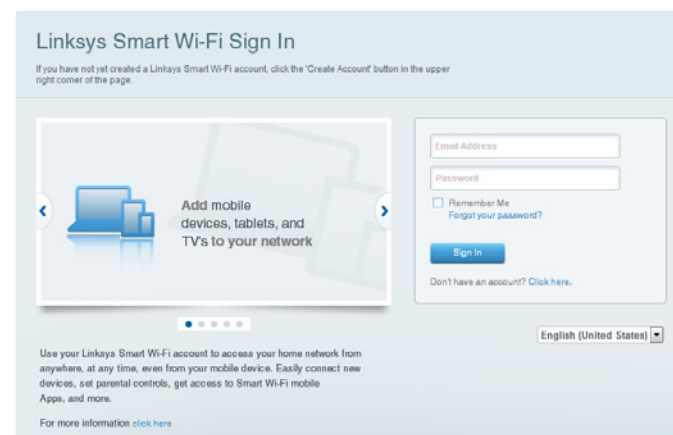 Linksys Smart Wi-Fi Sign In
If you have not yet created a Linksys Smart Wi-Fi account, click the 'Create Account' button in the upper
right corner of the page.
Add mobile
devices, tablets, and
TV's to your network
Email Address
Password
Remember Me
Forgot your password?
Sign In
Don't have an account? Click here.
English (United States)
Use your Linksys Smart Wi-Fi account to access your home network from
anywhere, at any time, even from your mobile device. Easily connect new
devices, set parental controls, get access to Smart Wi-Fi mobile
Apps, and more.
For more information click here